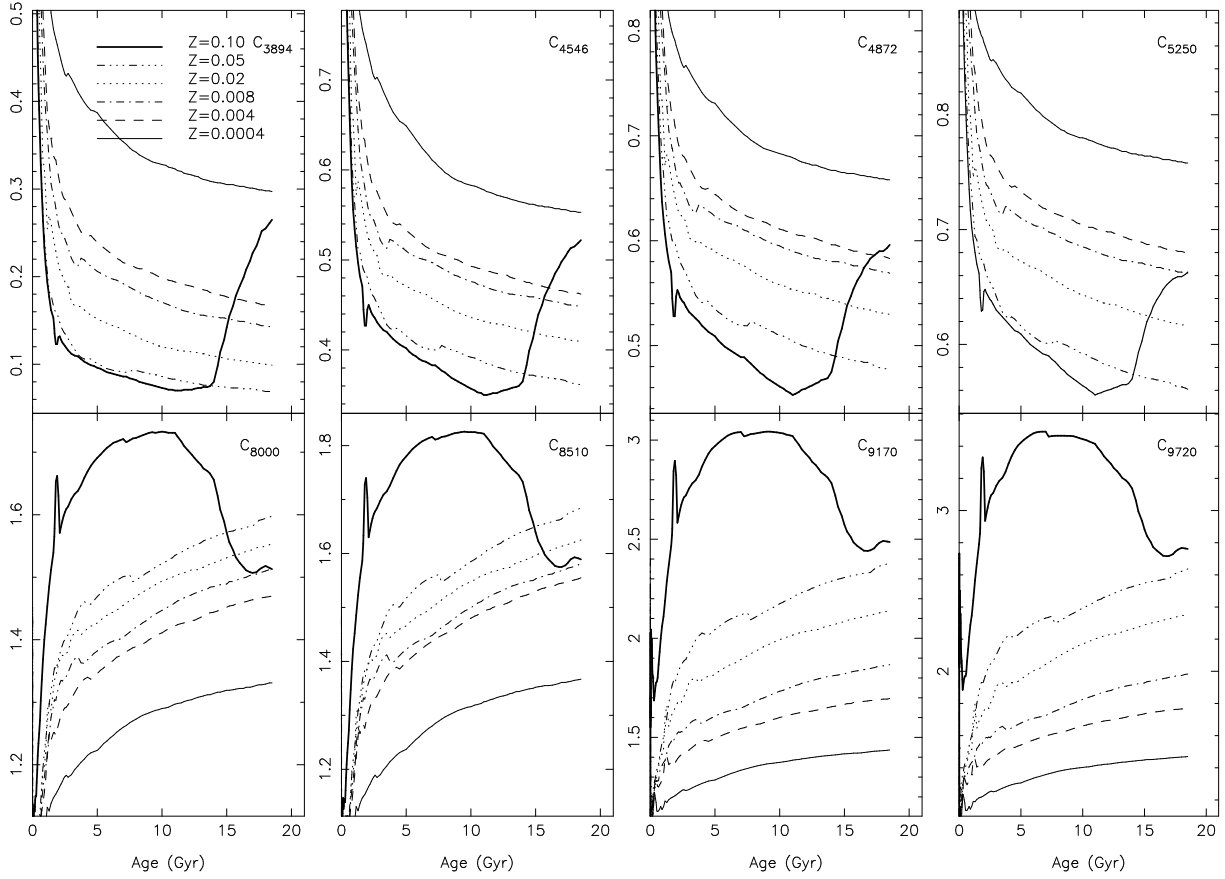 0.5
0.4
0.3
0.2
0.1
Z=0.10 C3894
Z=0.05
Z=0.02
Z=0.008
Z=0.004
Z=0.0004
0.7
0.6
0.5
0.4
C4546
0.8
0.7
0.6
0.5
C4872
0.8
0.7
0.6
C5250
1.6
1.4
1.2
C8000
1.8
1.6
1.4
1.2
C8510
3
2.5
2
1.5
C9170
3
2
C9720
0 5 10 15 20
0 5 10 15 20
0 5 10 15 20
0 5 10 15 20
Age (Gyr)
Age (Gyr)
Age (Gyr)
Age (Gyr)